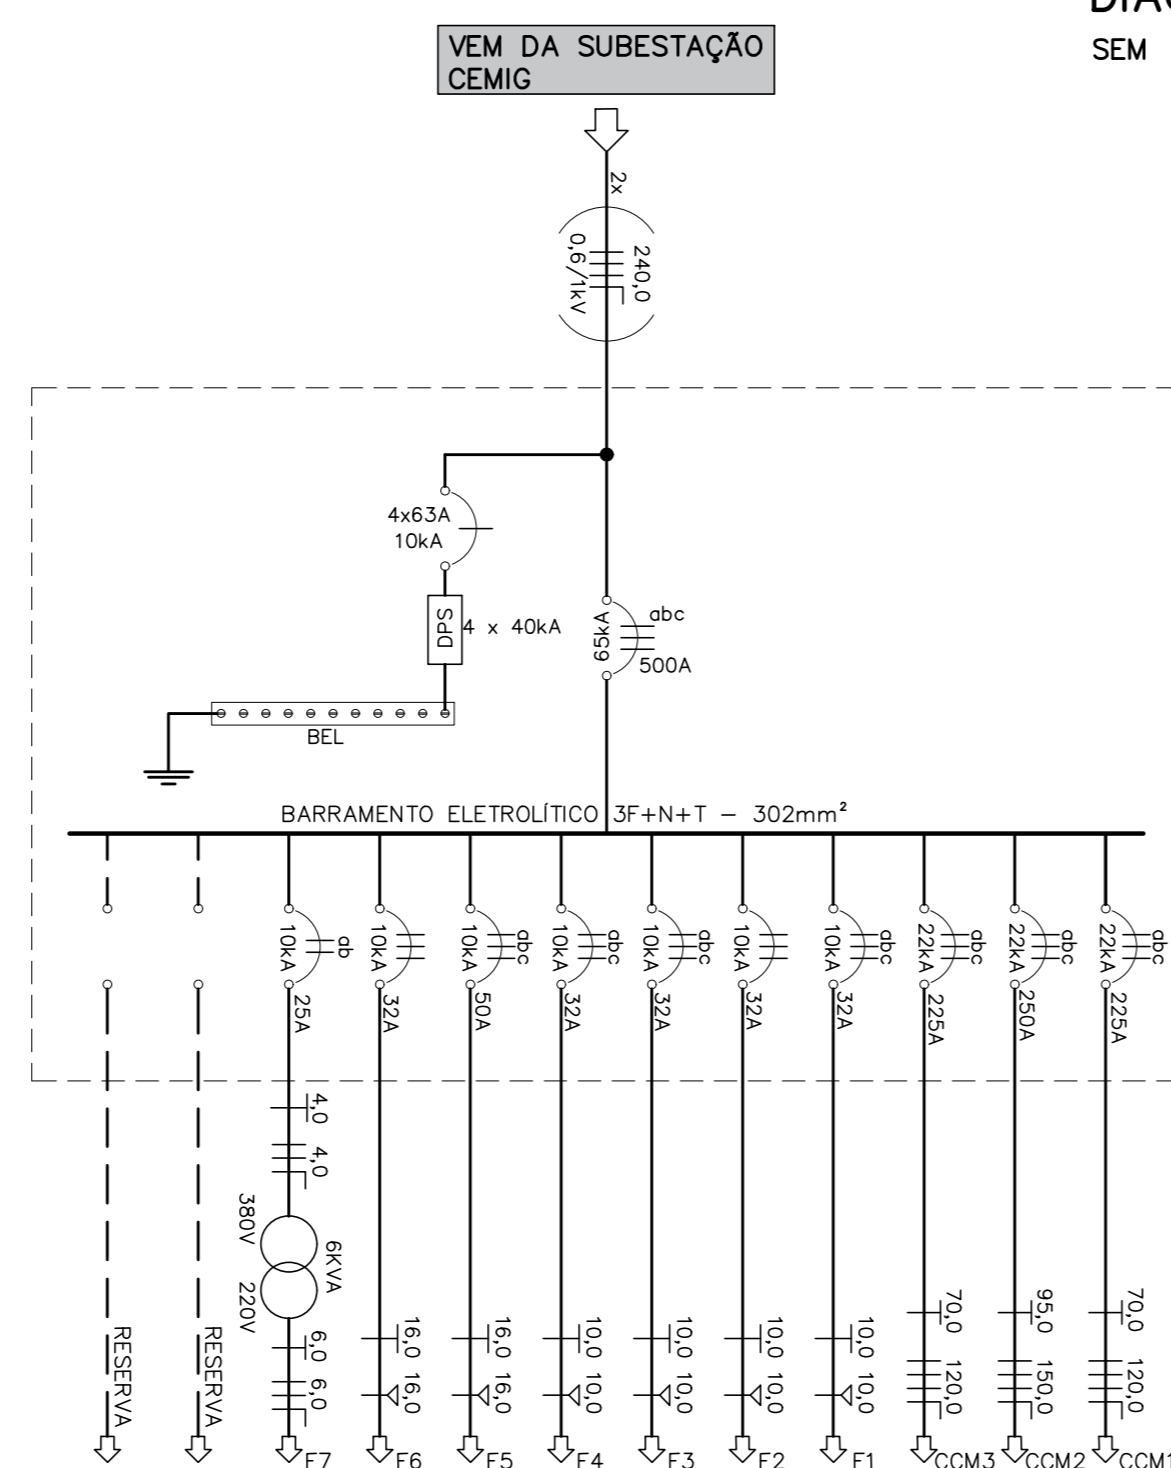 SEM
VEM DA SUBESTAÇÃO
CEMIG
2x
240,0
0,6/1kV
4x63A
10kA
DPS
4 x 40kA
BEL
65kA
abc
500A
BARRAMENTO ELETROLÍTICO 3F+N+T - 302mm²
10kA
ab
25A
10kA
32A
10kA
abc
50A
10kA
abc
32A
10kA
abc
32A
10kA
32A
10kA
abc
32A
22kA
abc
225A
22kA
abc
250A
22kA
abc
225A
4,0
4,0
380V
6KVA
220V
6,0
6,0
16,0
16,0
16,0
16,0
10,0
10,0
10,0
10,0
10,0
10,0
10,0
10,0
70,0
120,0
95,0
150,0
70,0
120,0
RESERVA
RESERVA
F7
F6
F5
F4
F3
F2
F1
CCM3
CCM2
CCM1